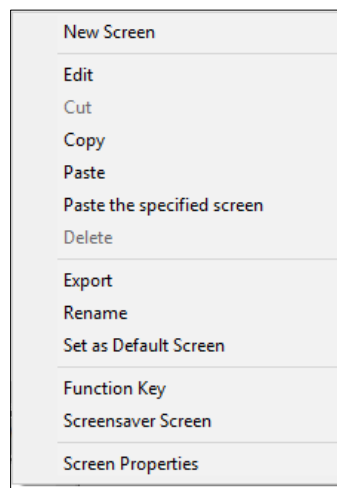 New Screen
Edit
Cut
Copy
Paste
Paste the specified screen
Delete
Export
Rename
Set as Default Screen
Function Key
Screensaver Screen
Screen Properties